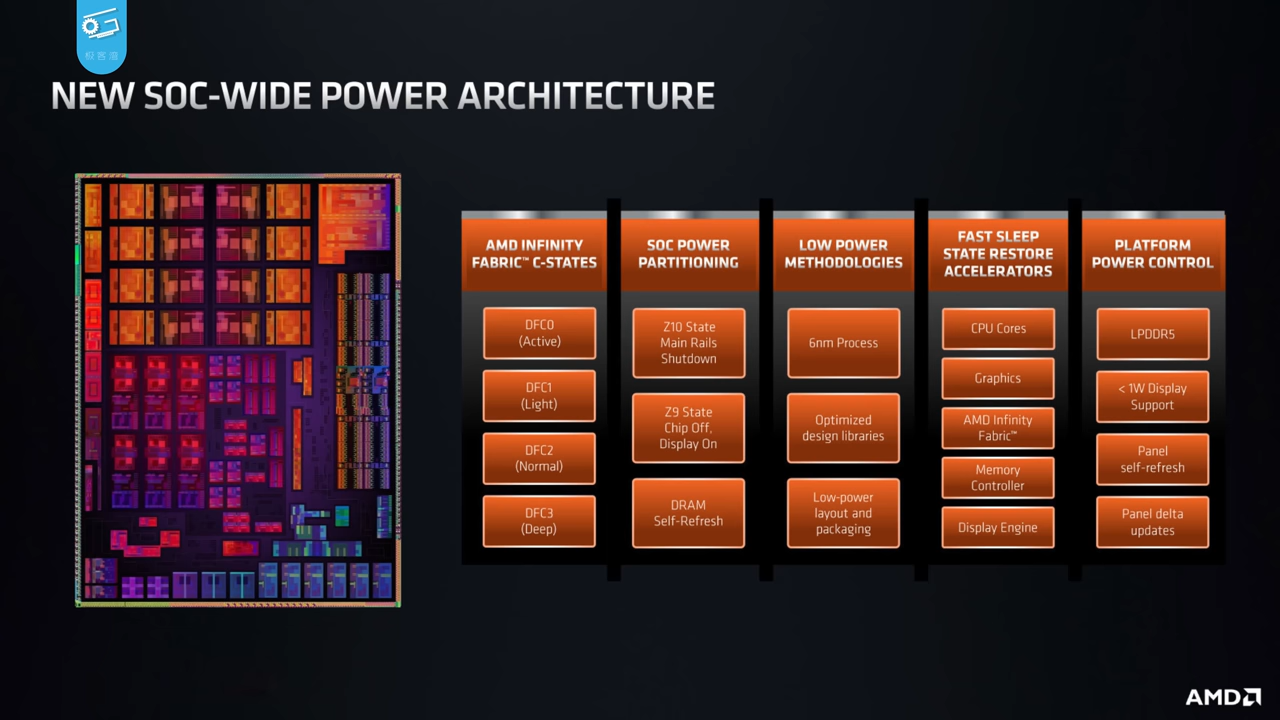 极客湾
NEW SOC-WIDE POWER ARCHITECTURE
AMD INFINITY
FABRIC™ C-STATES
DFC0
(Active)
DFC1
(Light)
DFC2
(Normal)
DFC3
(Deep)
SOC POWER
PARTITIONING
Z10 State
Main Rails
Shutdown
Z9 State
Chip Off,
Display On
DRAM
Self-Refresh
LOW POWER
METHODOLOGIES
6nm Process
Optimized
design libraries
Low-power
layout and
packaging
FAST SLEEP
STATE RESTORE
ACCELERATORS
CPU Cores
Graphics
AMD Infinity
Fabric™
Memory
Controller
Display Engine
PLATFORM
POWER CONTROL
LPDDR5
< 1W Display
Support
Panel
self-refresh
Panel delta
updates
AMD